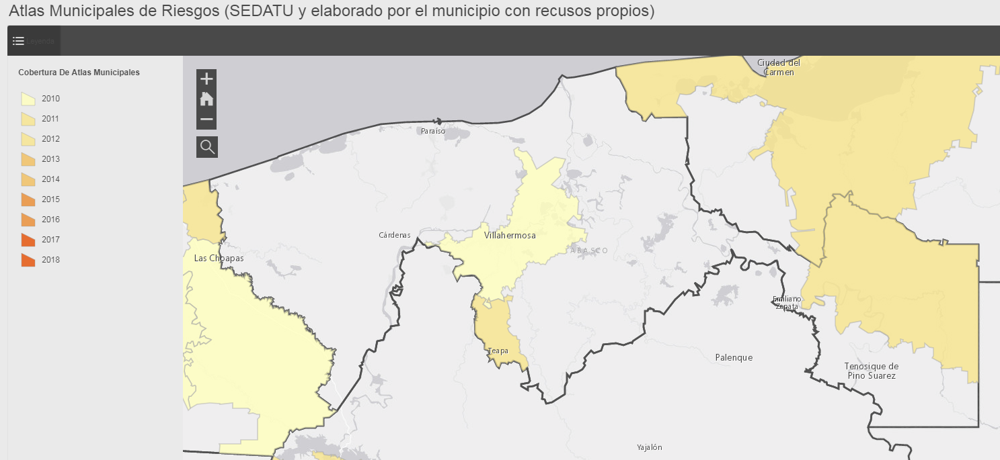 Atlas Municipales de Riesgos (SEDATU y elaborado por el municipio con recusos propios)
Leyenda
Cobertura De Atlas Municipales
2010
2011
2012
2013
2014
2015
2016
2017
2018
Ciudad del
Carmen
Paraíso
Cárdenas
Villahermosa
Las Choapas
ABASCO
Emiliano
Zapata
Teapa
Palenque
Tenosique de
Pino Suarez
Yajalón